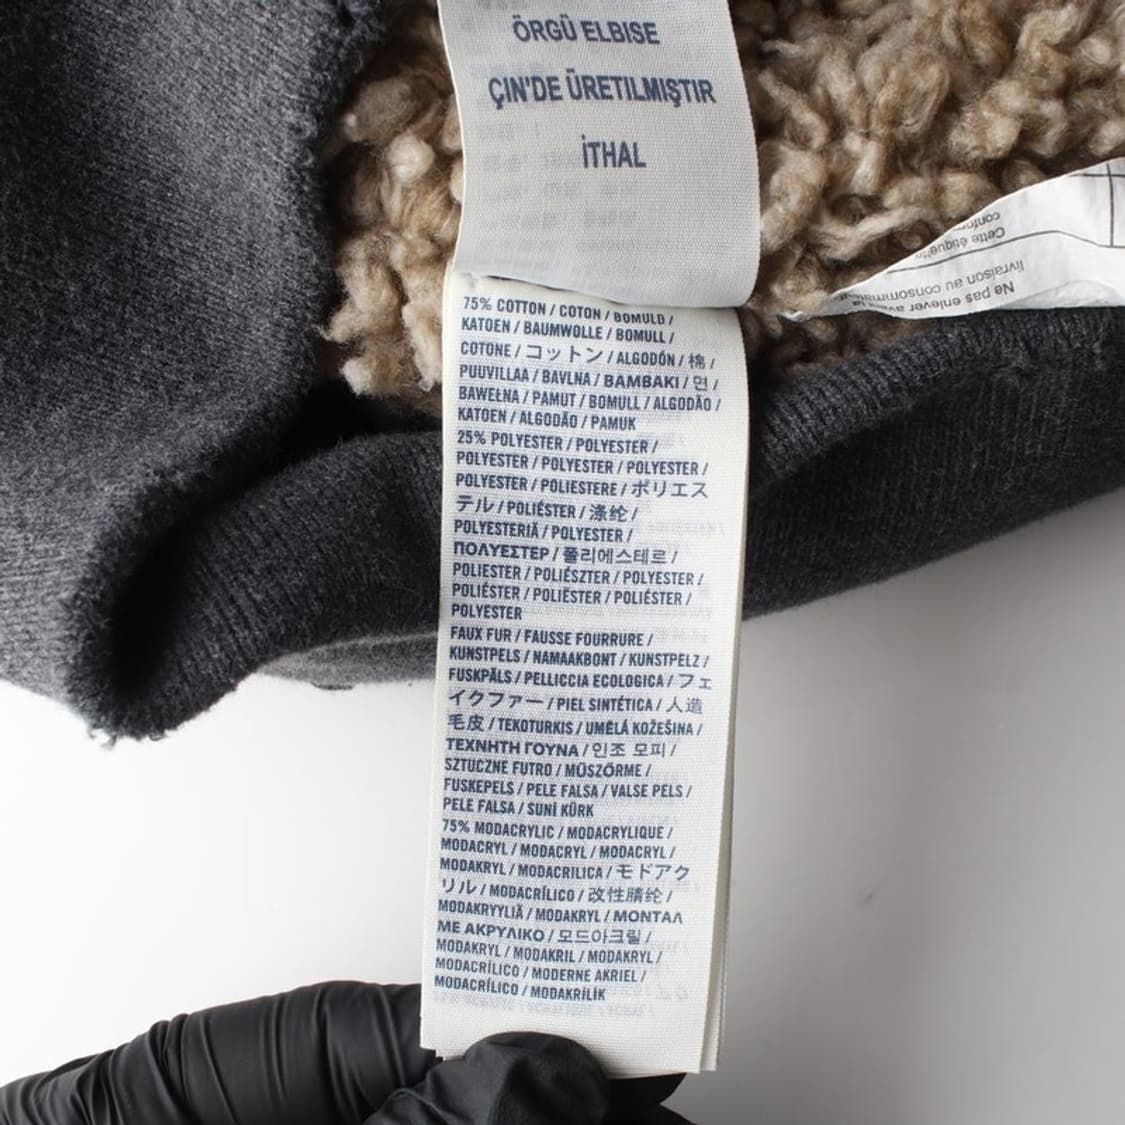 ÖRGÜ ELBISE
ÇIN'DE ÜRETILMIŞTIR
İTHAL
75% COTTON / COTON / BOMULD /
KATOEN / BAUMWOLLE / BOMULL /
COTONE / コットン / ALGODÓN / 棉 /
PUUVILLAA / BAVLNA / BAMBAKI / 면 /
BAWEŁNA / PAMUT / BOMULL / ALGODÃO /
KATOEN / ALGODÃO / PAMUK
25% POLYESTER / POLYESTER /
POLYESTER / POLYESTER / POLYESTER /
POLYESTER / POLIESTERE / ポリエス
テル / POLIÉSTER / 涤纶 /
POLYESTERIÄ / POLYESTER /
ΠΟΛΥΕΣΤΕΡ / 폴리에스테르 /
POLIESTER / POLIÉSZTER / POLYESTER /
POLIÉSTER / POLIËSTER / POLIÉSTER /
POLYESTER
FAUX FUR / FAUSSE FOURRURE /
KUNSTPELS / NAMAAKBONT / KUNSTPELZ /
FUSKPÄLS / PELLICCIA ECOLOGICA / フェ
イクファー / PIEL SINTÉTICA / 人造
毛皮 / TEKOTURKIS / UMĚLÁ KOŽEŠINA /
ΤΕΧΝΗΤΗ ΓΟΥΝΑ / 인조 모피 /
SZTUCZNE FUTRO / MŰSZŐRME /
FUSKEPELS / PELE FALSA / VALSE PELS /
PELE FALSA / SUNİ KÜRK
75% MODACRYLIC / MODACRYLIQUE /
MODACRYL / MODACRYL / MODACRYL /
MODAKRYL / MODACRILICA / モドアク
リル / MODACRÍLICO / 改性腈纶 /
MODAKRYYLIÄ / MODAKRYL / ΜΟΝΤΑΛ
ΜΕ ΑΚΡΥΛΙΚΟ / 모드아크릴 /
MODAKRYL / MODAKRIL / MODAKRYL /
MODACRÍLICO / MODERNE AKRIEL /
MODACRÍLICO / MODAKRİLİK
Ne pas enlever avant la
livraison au consommateur
Cette étiquette
conform